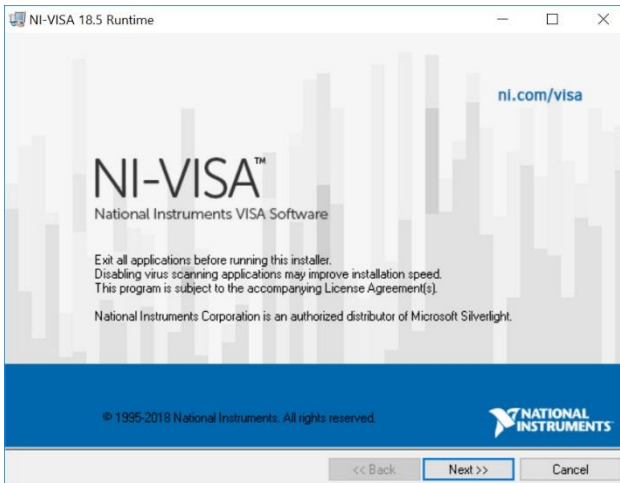 NI-VISA 18.5 Runtime
ni.com/visa
NI-VISA™
National Instruments VISA Software
Exit all applications before running this installer.
Disabling virus scanning applications may improve installation speed.
This program is subject to the accompanying License Agreement(s).
National Instruments Corporation is an authorized distributor of Microsoft Silverlight.
© 1995-2018 National Instruments. All rights reserved.
NATIONAL
INSTRUMENTS™
<< Back
Next >>
Cancel